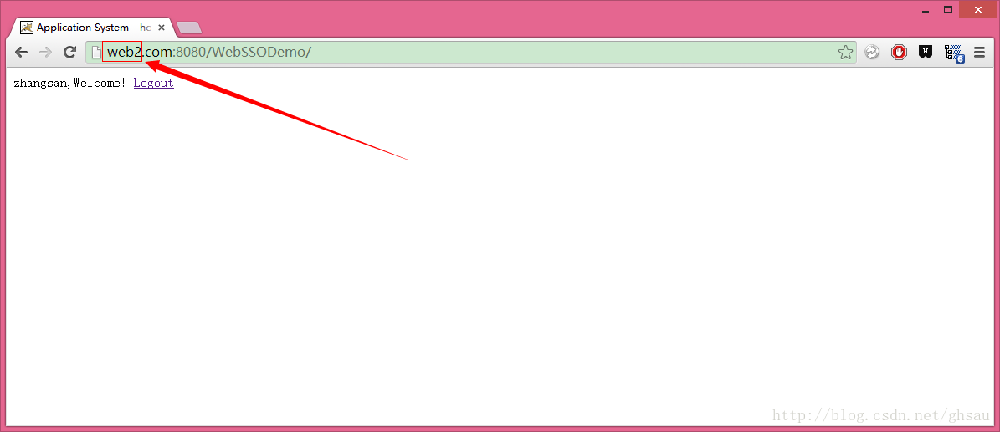 Application System - ho
web2.com:8080/WebSSODemo/
zhangsan,Welcome! Logout
http://blog.csdn.net/ghsau